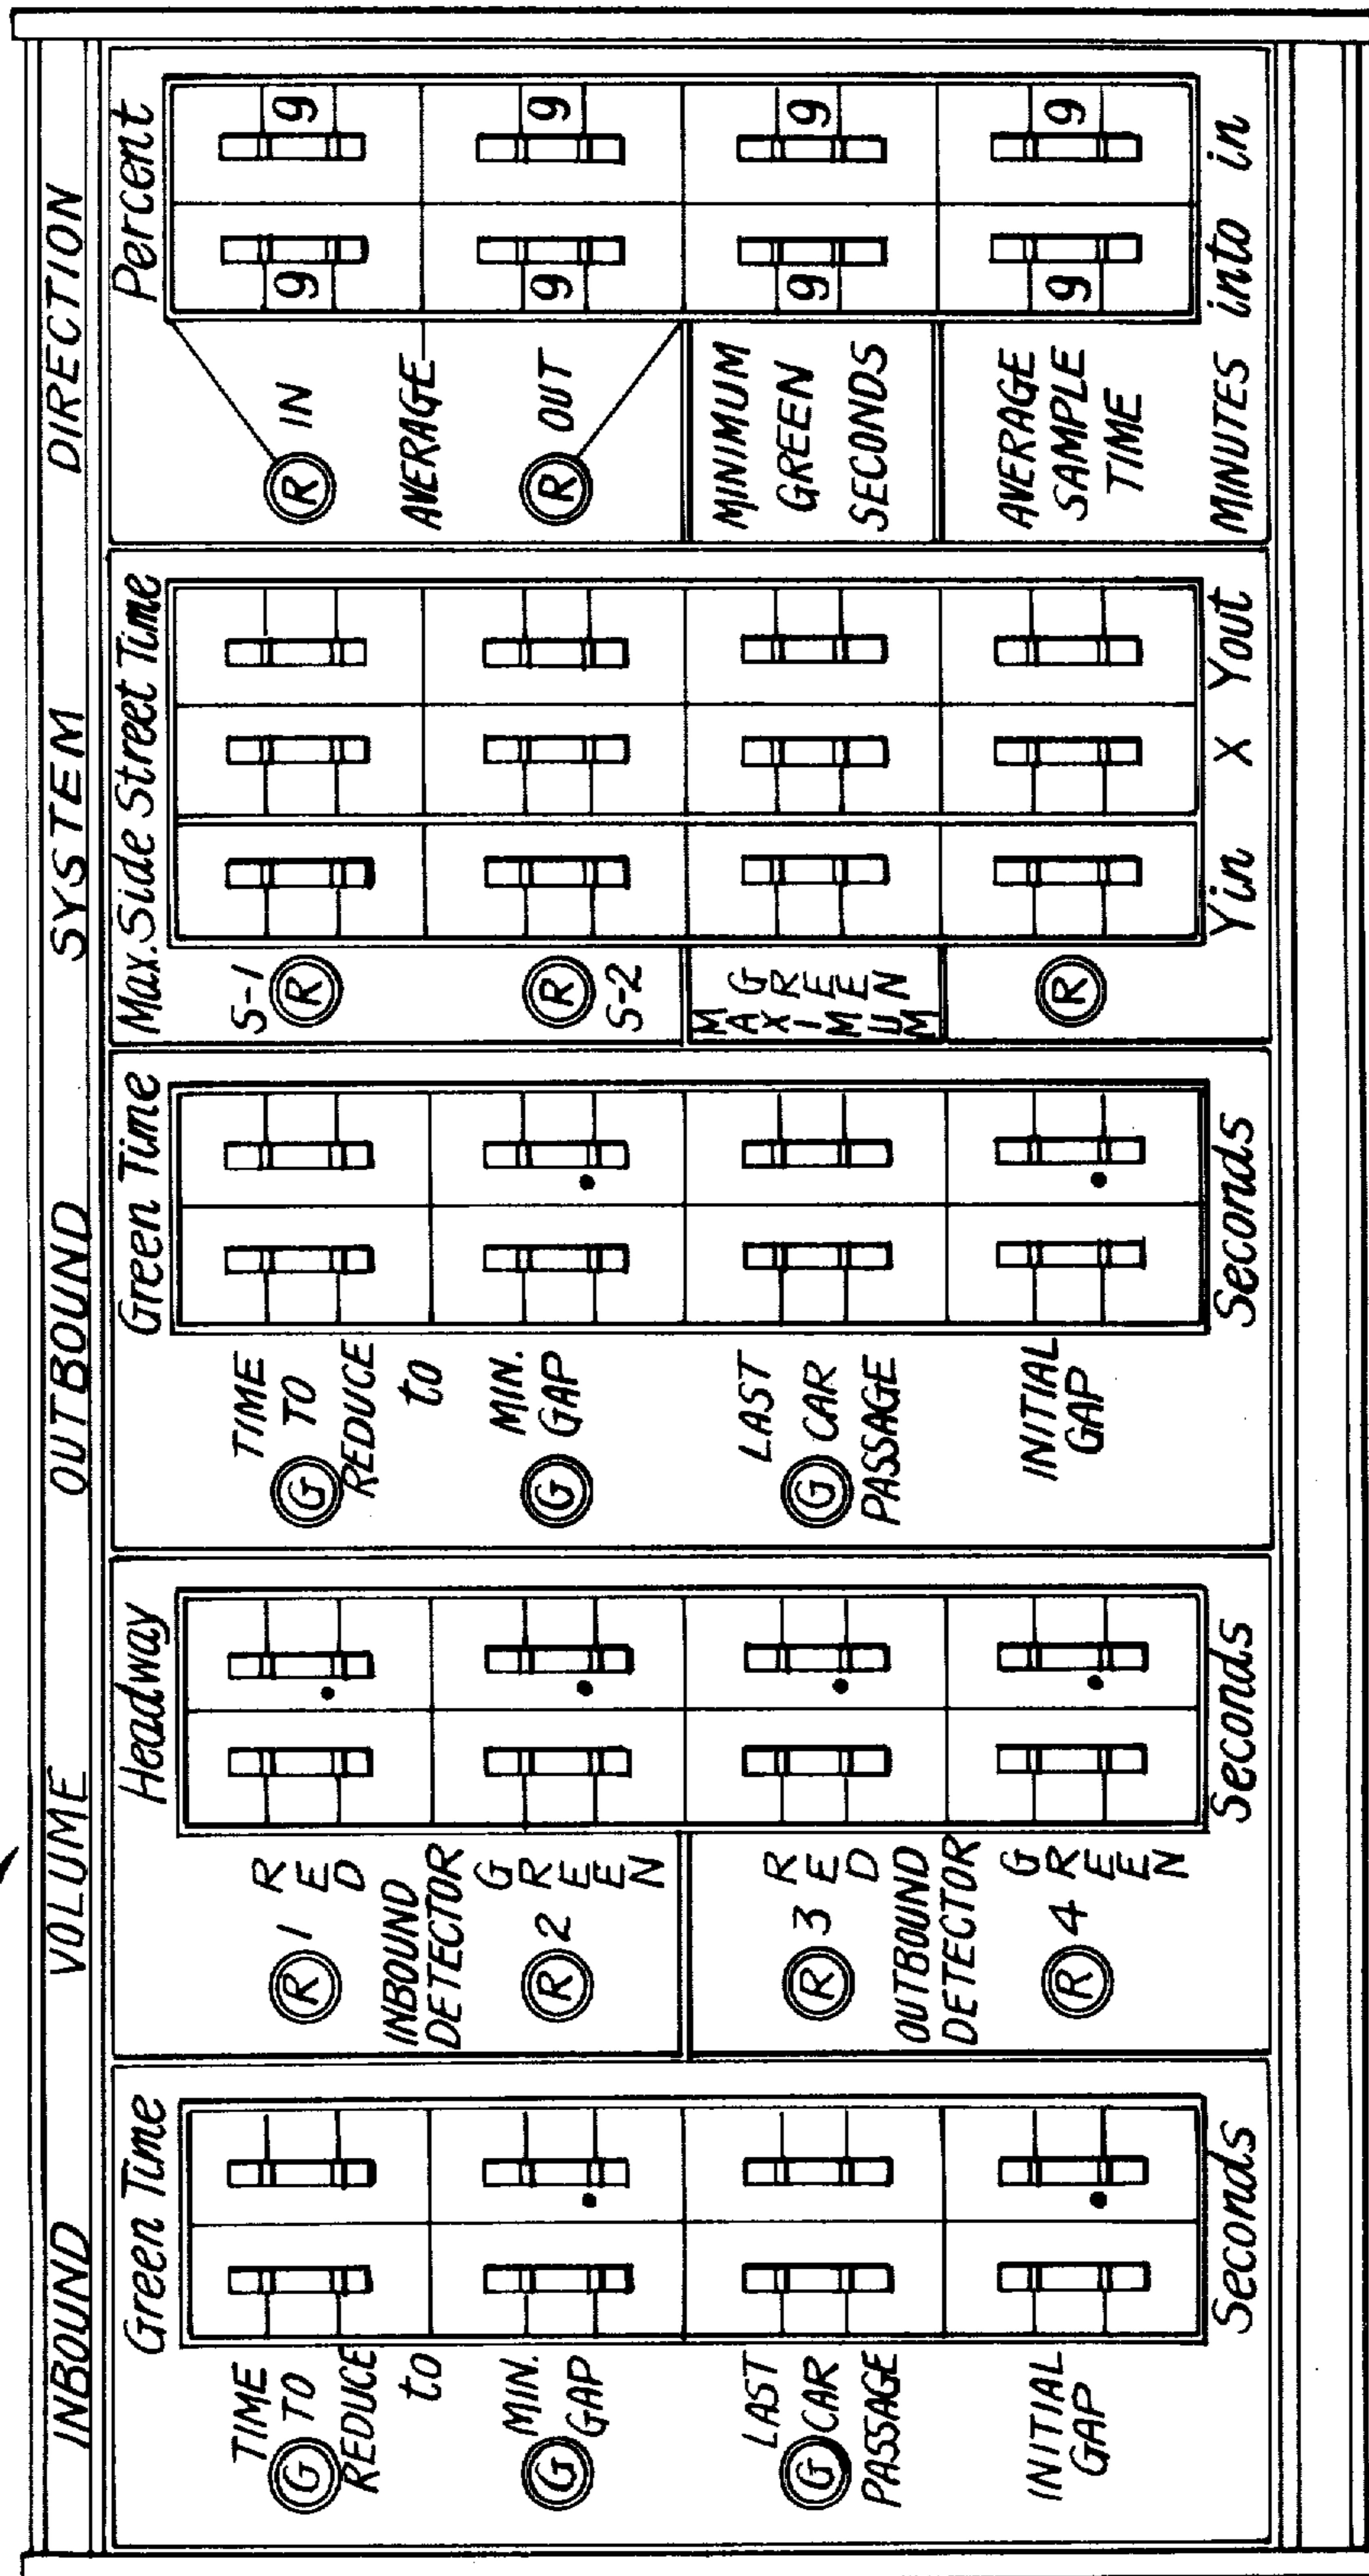 INBOUND VOLUME OUTBOUND SYSTEM DIRECTION
Green Time
TIME
G TO
REDUCE
to
MIN.
G GAP
LAST
G CAR
PASSAGE
INITIAL
GAP
Seconds
Headway
R 1 RED
INBOUND
DETECTOR
R 2 GREEN
R 3 RED
OUTBOUND
DETECTOR
R 4 GREEN
Seconds
Green Time
TIME
G TO
REDUCE
to
MIN.
G GAP
LAST
G CAR
PASSAGE
INITIAL
GAP
Seconds
Max. Side Street Time
S-1
R
R
S-2
MAXIMUM
GREEN
R
Yin X Yout
Percent
R IN 9 9
AVERAGE
R OUT 9 9
MINIMUM
GREEN 9 9
SECONDS
AVERAGE
SAMPLE 9 9
TIME
MINUTES into in